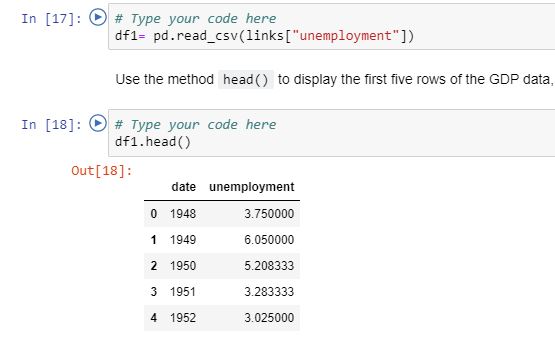 In [17]: # Type your code here
df1= pd.read_csv(links["unemployment"])
Use the method head() to display the first five rows of the GDP data,
In [18]: # Type your code here
df1.head()
Out[18]:
date unemployment
0 1948 3.750000
1 1949 6.050000
2 1950 5.208333
3 1951 3.283333
4 1952 3.025000